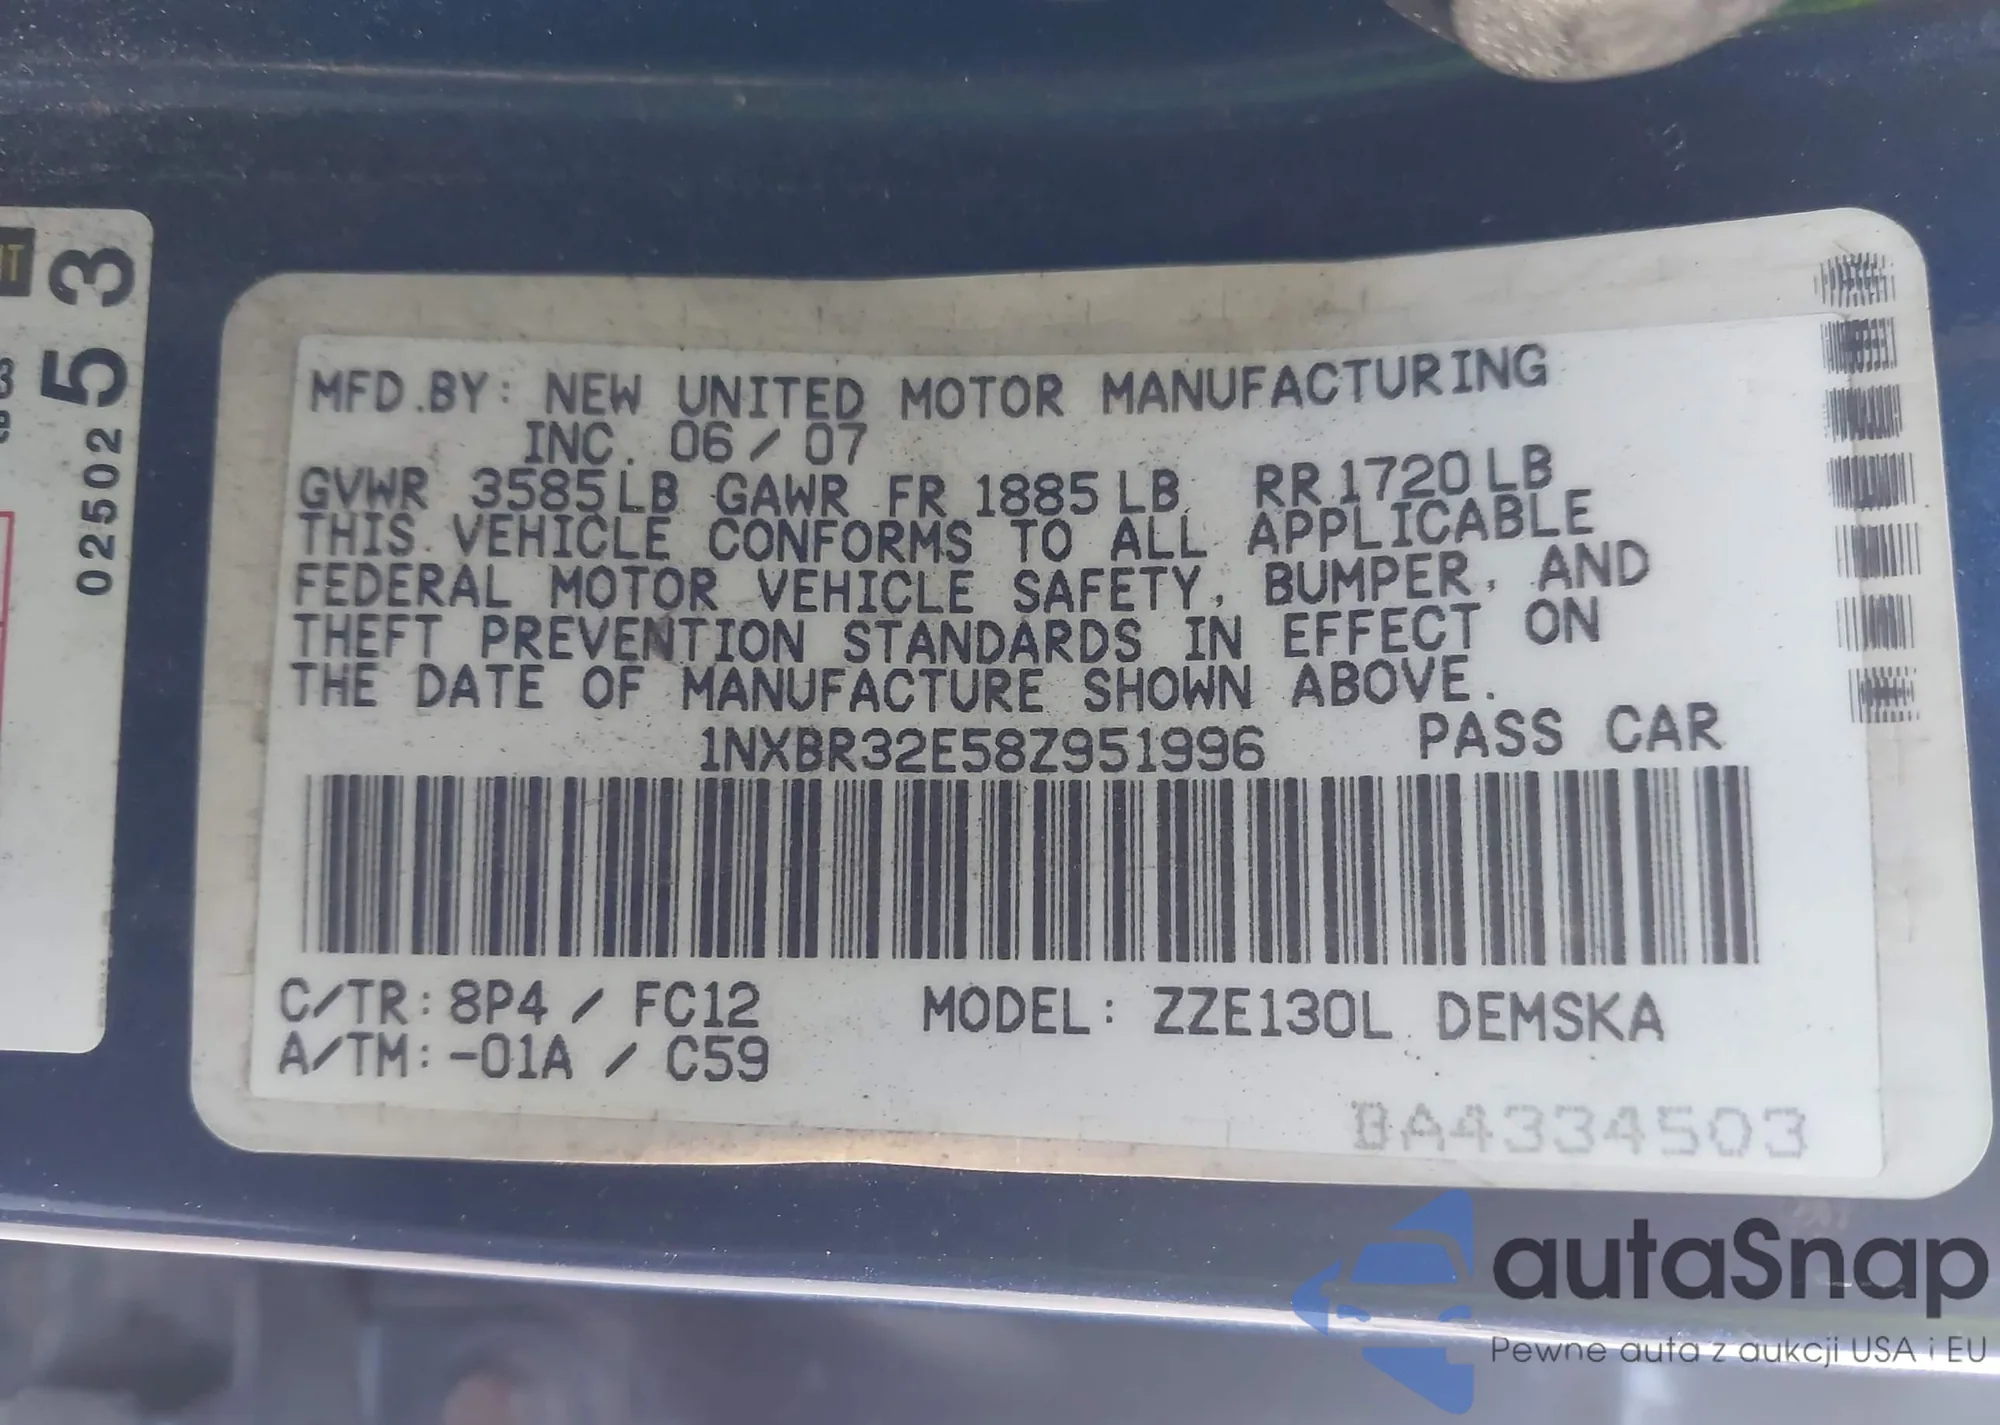 53
02502
MFD.BY: NEW UNITED MOTOR MANUFACTURING
INC. 06/07
GVWR 3585LB GAWR FR 1885LB RR 1720LB
THIS VEHICLE CONFORMS TO ALL APPLICABLE
FEDERAL MOTOR VEHICLE SAFETY, BUMPER, AND
THEFT PREVENTION STANDARDS IN EFFECT ON
THE DATE OF MANUFACTURE SHOWN ABOVE.
1NXBR32E58Z951996 PASS CAR
C/TR: 8P4 / FC12 MODEL: ZZE130L DEMSKA
A/TM: -01A / C59
BA4334503
autaSnap
Pewne auta z aukcji USA i EU